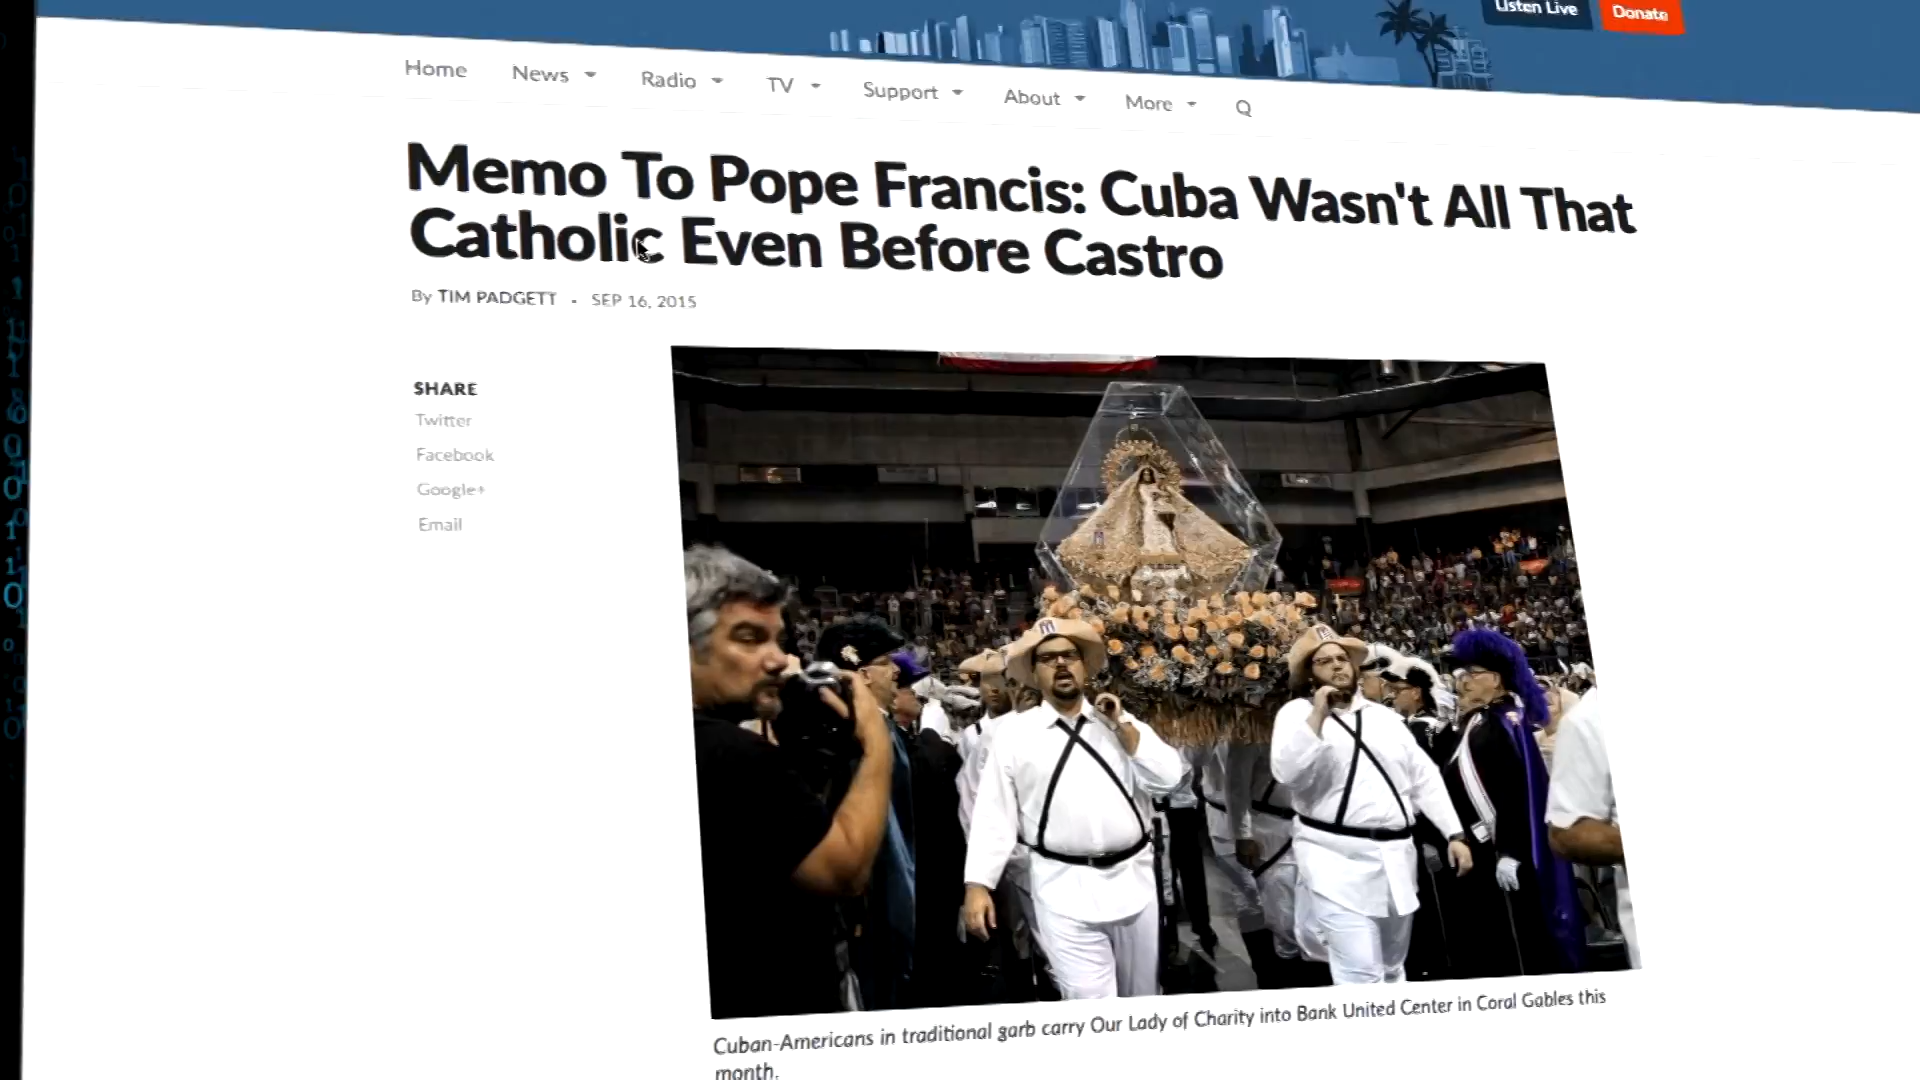 Listen Live
Donate
Home
News
Radio
TV
Support
About
More
Memo To Pope Francis: Cuba Wasn't All That
Catholic Even Before Castro
By TIM PADGETT - SEP 16, 2015
SHARE
Twitter
Facebook
Google+
Email
Cuban-Americans in traditional garb carry Our Lady of Charity into Bank United Center in Coral Gables this
month.